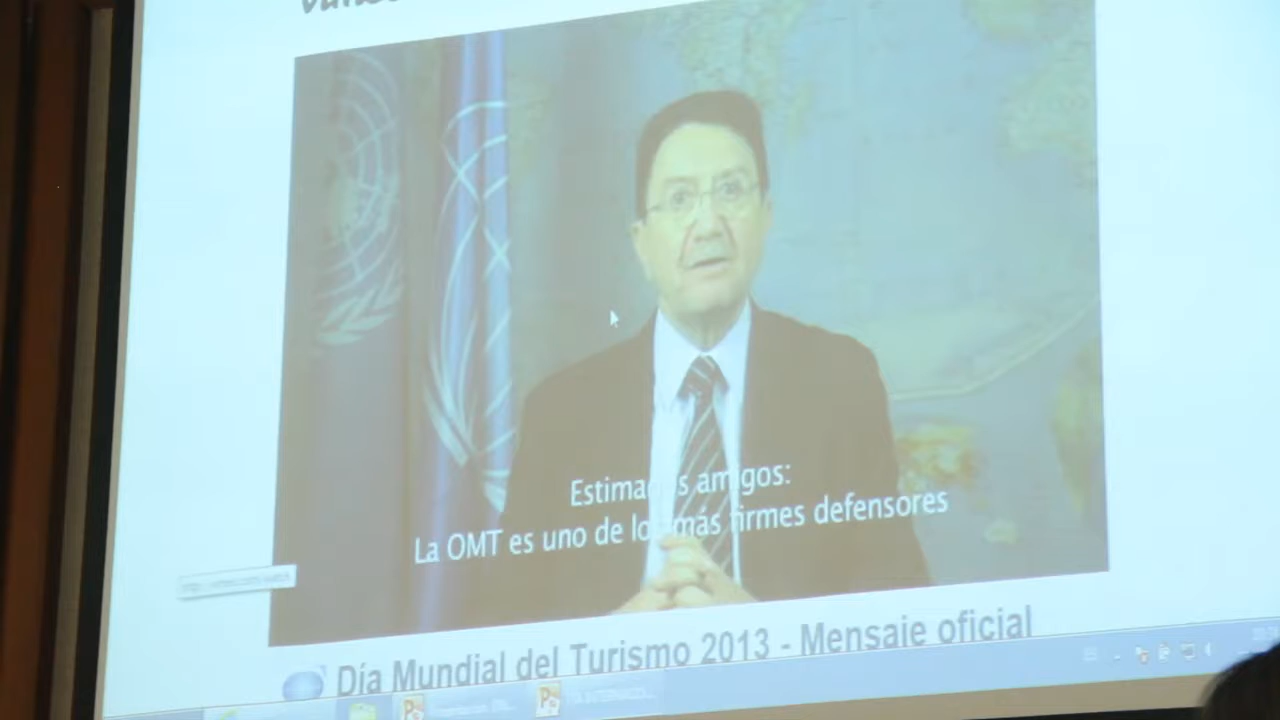 Estimados amigos:
La OMT es uno de los más firmes defensores
Día Mundial del Turismo 2013 - Mensaje oficial